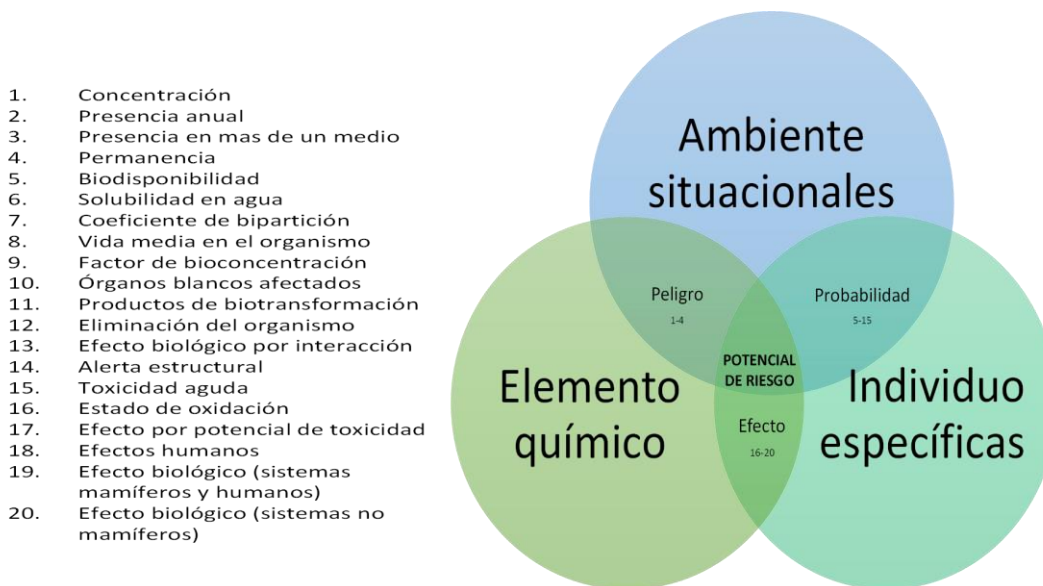 1. Concentración
2. Presencia anual
3. Presencia en mas de un medio
4. Permanencia
5. Biodisponibilidad
6. Solubilidad en agua
7. Coeficiente de bipartición
8. Vida media en el organismo
9. Factor de bioconcentración
10. Órganos blancos afectados
11. Productos de biotransformación
12. Eliminación del organismo
13. Efecto biológico por interacción
14. Alerta estructural
15. Toxicidad aguda
16. Estado de oxidación
17. Efecto por potencial de toxicidad
18. Efectos humanos
19. Efecto biológico (sistemas
mamíferos y humanos)
20. Efecto biológico (sistemas no
mamíferos)
Ambiente
situacionales
Peligro
1-4
Probabilidad
5-15
POTENCIAL
DE RIESGO
Elemento
químico
Efecto
16-20
Individuo
específicas